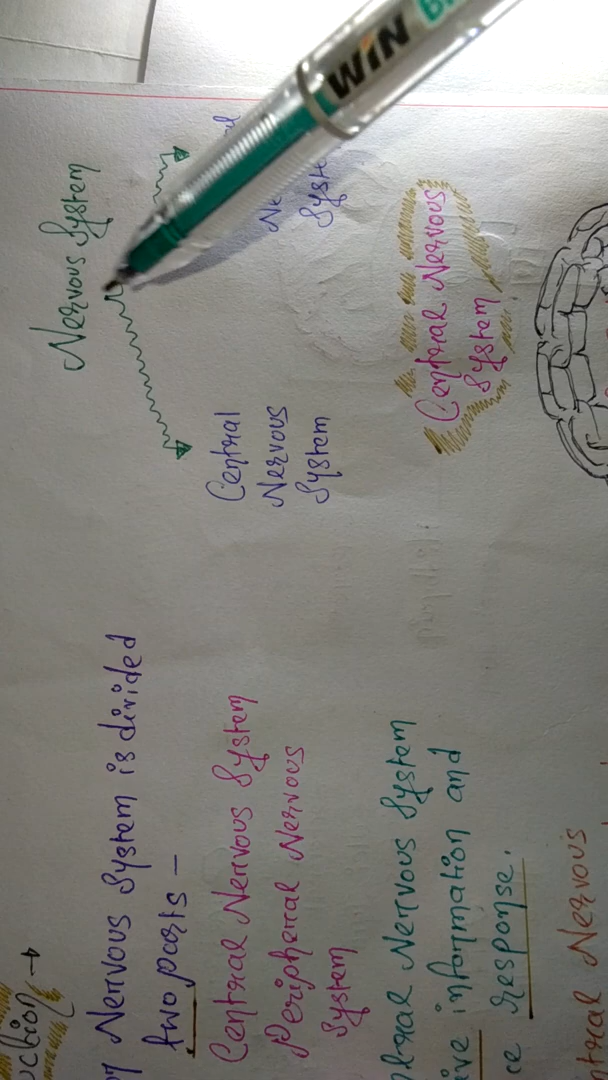 WiN
Nervous System
Central
Nervous
System
Syste
Central Nervous
System
Nervous System is divided
two parts –
Central Nervous System
Peripheral Nervous
System
Nervous System
information and
response.
Nervous